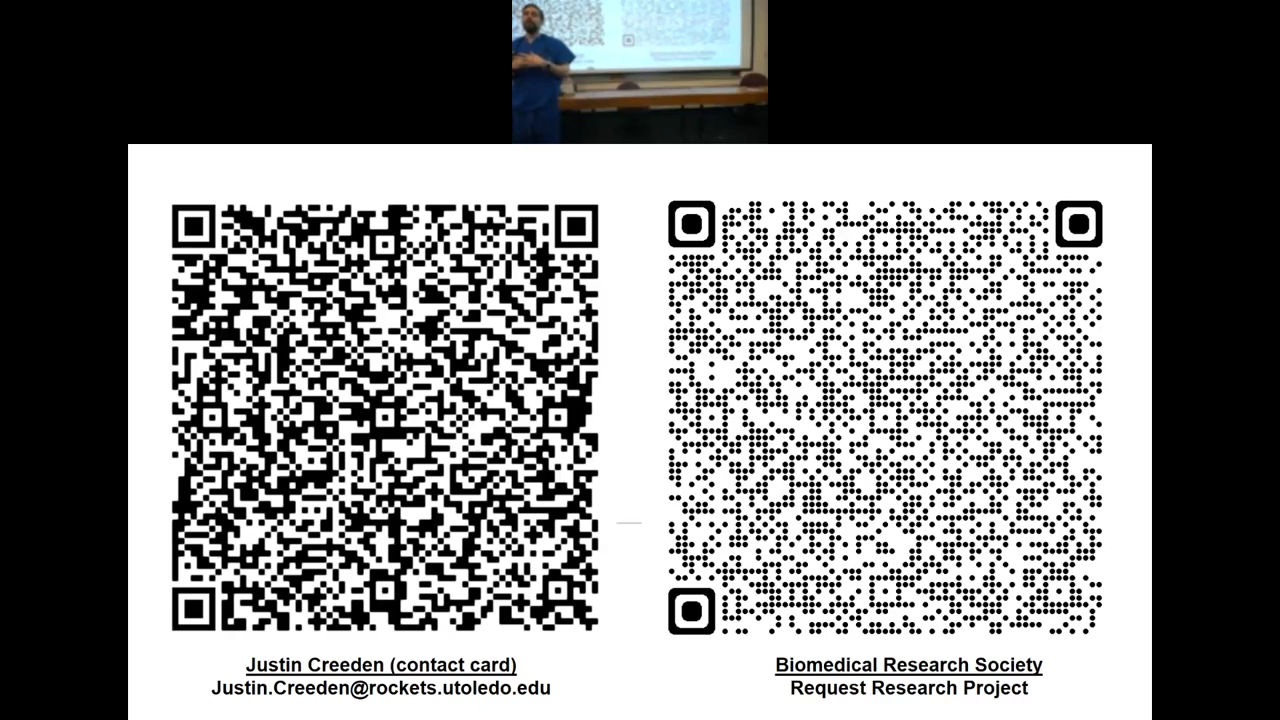 Justin Creeden (contact card)
Justin.Creeden@rockets.utoledo.edu
Biomedical Research Society
Request Research Project